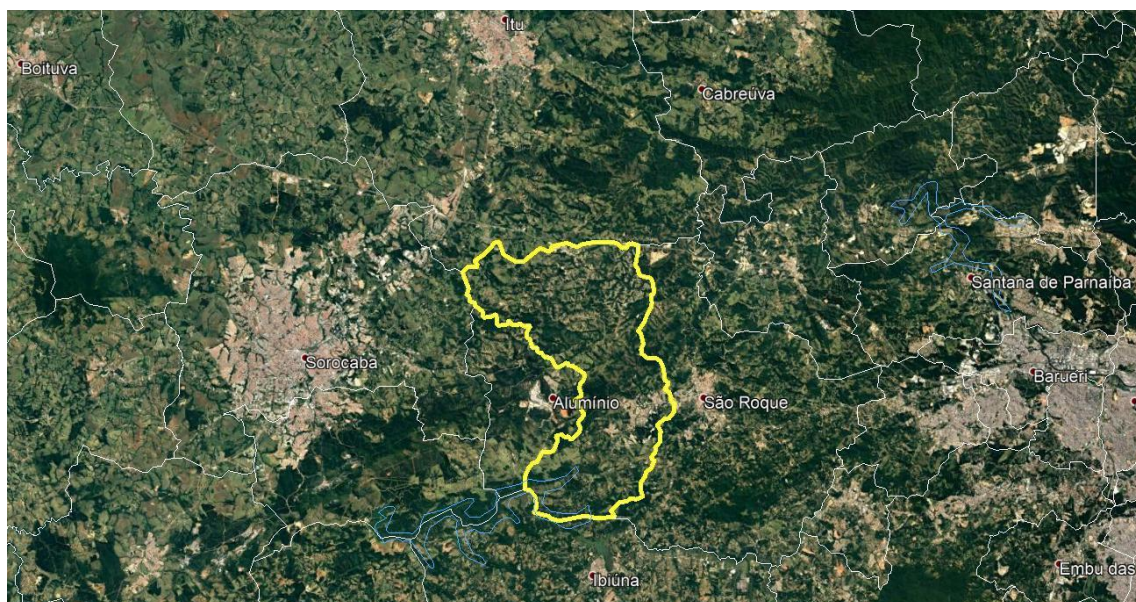 Itu
Boituva
Cabreúva
Santana de Parnaíba
Sorocaba
Barueri
Alumínio
São Roque
Ibiúna
Embu das